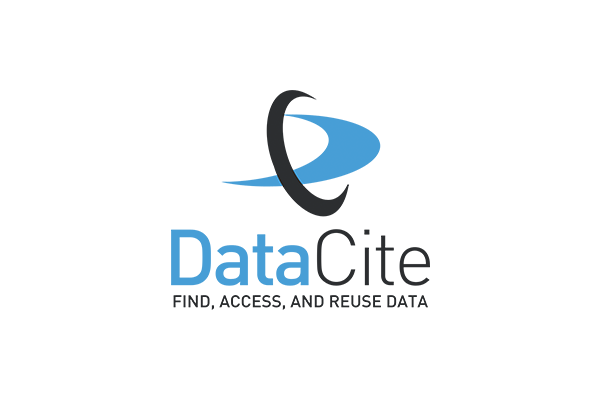 DataCite
FIND, ACCESS, AND REUSE DATA